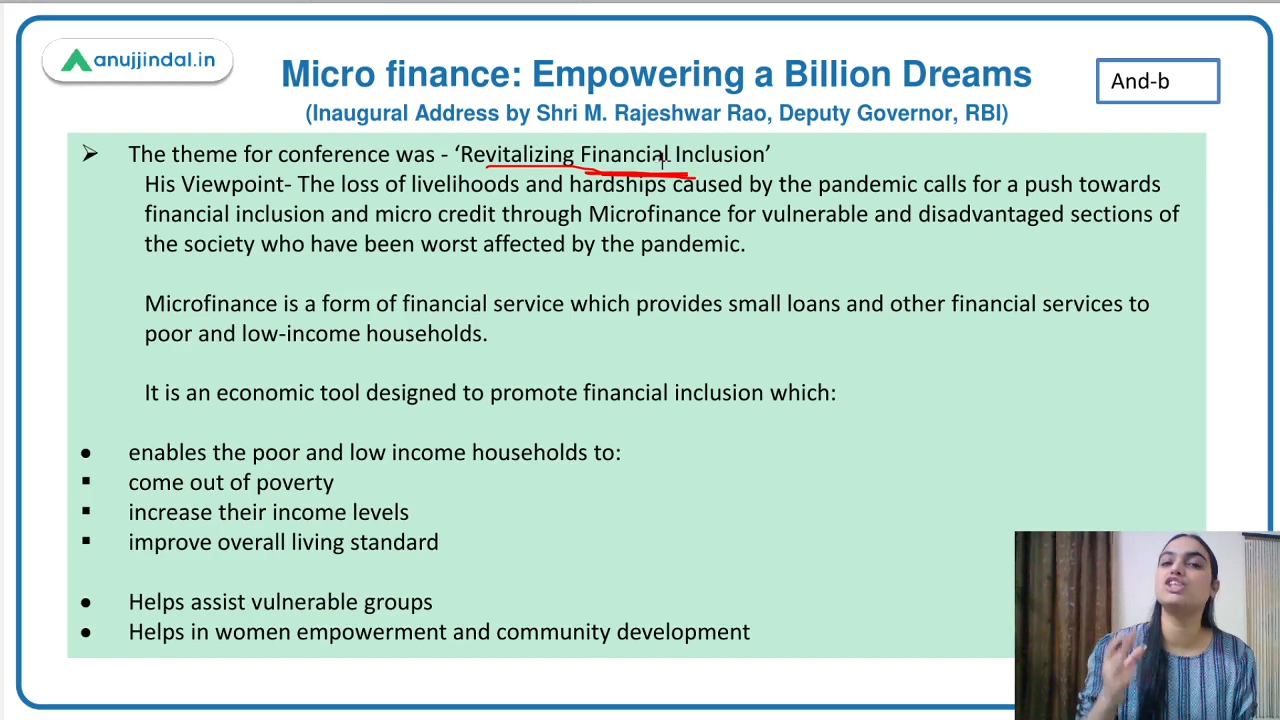 anujjindal.in
Micro finance: Empowering a Billion Dreams
(Inaugural Address by Shri M. Rajeshwar Rao, Deputy Governor, RBI)
And-b
➢ The theme for conference was - ‘Revitalizing Financial Inclusion’
His Viewpoint- The loss of livelihoods and hardships caused by the pandemic calls for a push towards
financial inclusion and micro credit through Microfinance for vulnerable and disadvantaged sections of
the society who have been worst affected by the pandemic.
Microfinance is a form of financial service which provides small loans and other financial services to
poor and low-income households.
It is an economic tool designed to promote financial inclusion which:
• enables the poor and low income households to:
▪ come out of poverty
▪ increase their income levels
▪ improve overall living standard
• Helps assist vulnerable groups
• Helps in women empowerment and community development